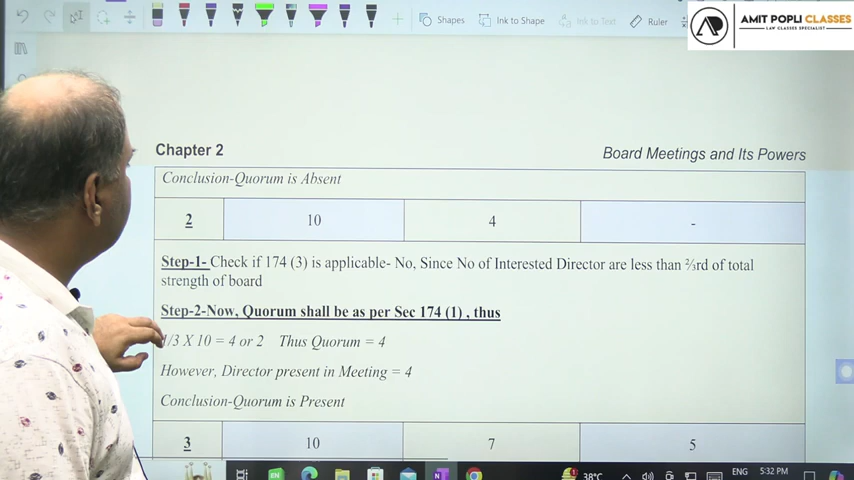 Shapes
Ink to Shape
Ink to Text
Ruler
AP
AMIT POPLI CLASSES
LAW CLASSES SPECIALIST
Chapter 2
Board Meetings and Its Powers
Conclusion-Quorum is Absent
2 10 4 -
Step-1- Check if 174 (3) is applicable- No, Since No of Interested Director are less than ⅔rd of total
strength of board
Step-2-Now, Quorum shall be as per Sec 174 (1) , thus
1/3 X 10 = 4 or 2 Thus Quorum = 4
However, Director present in Meeting = 4
Conclusion-Quorum is Present
3 10 7 5
38°C
ENG 5:32 PM